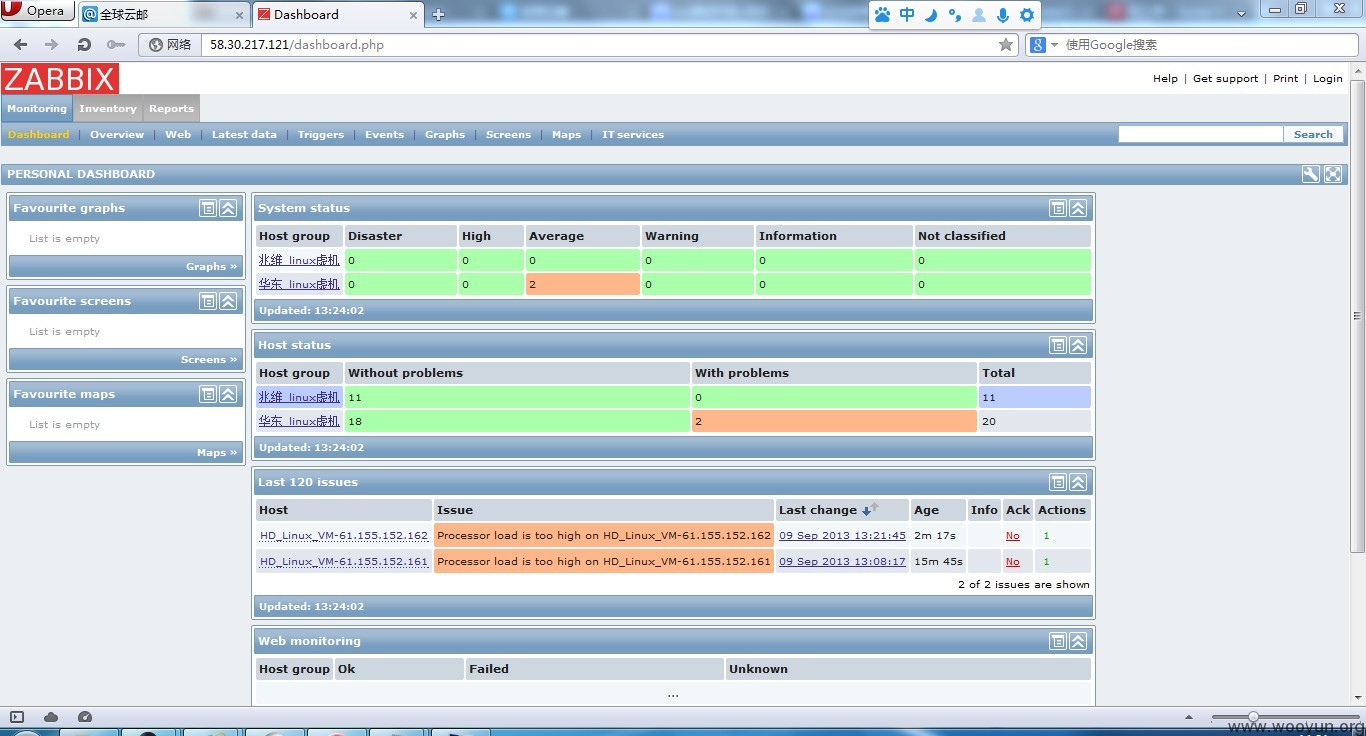 Opera 全球云邮 Dashboard 中
网络 58.30.217.121/dashboard.php 使用Google搜索
ZABBIX
Help | Get support | Print | Login
Monitoring Inventory Reports
Dashboard | Overview | Web | Latest data | Triggers | Events | Graphs | Screens | Maps | IT services Search
PERSONAL DASHBOARD
Favourite graphs
List is empty
Graphs »
Favourite screens
List is empty
Screens »
Favourite maps
List is empty
Maps »
System status
Host group Disaster High Average Warning Information Not classified
兆维_linux虚机 0 0 0 0 0 0
华东_linux虚机 0 0 2 0 0 0
Updated: 13:24:02
Host status
Host group Without problems With problems Total
兆维_linux虚机 11 0 11
华东_linux虚机 18 2 20
Updated: 13:24:02
Last 120 issues
Host Issue Last change Age Info Ack Actions
HD_Linux_VM-61.155.152.162 Processor load is too high on HD_Linux_VM-61.155.152.162 09 Sep 2013 13:21:45 2m 17s No 1
HD_Linux_VM-61.155.152.161 Processor load is too high on HD_Linux_VM-61.155.152.161 09 Sep 2013 13:08:17 15m 45s No 1
2 of 2 issues are shown
Updated: 13:24:02
Web monitoring
Host group Ok Failed Unknown
...
www.wooyun.org